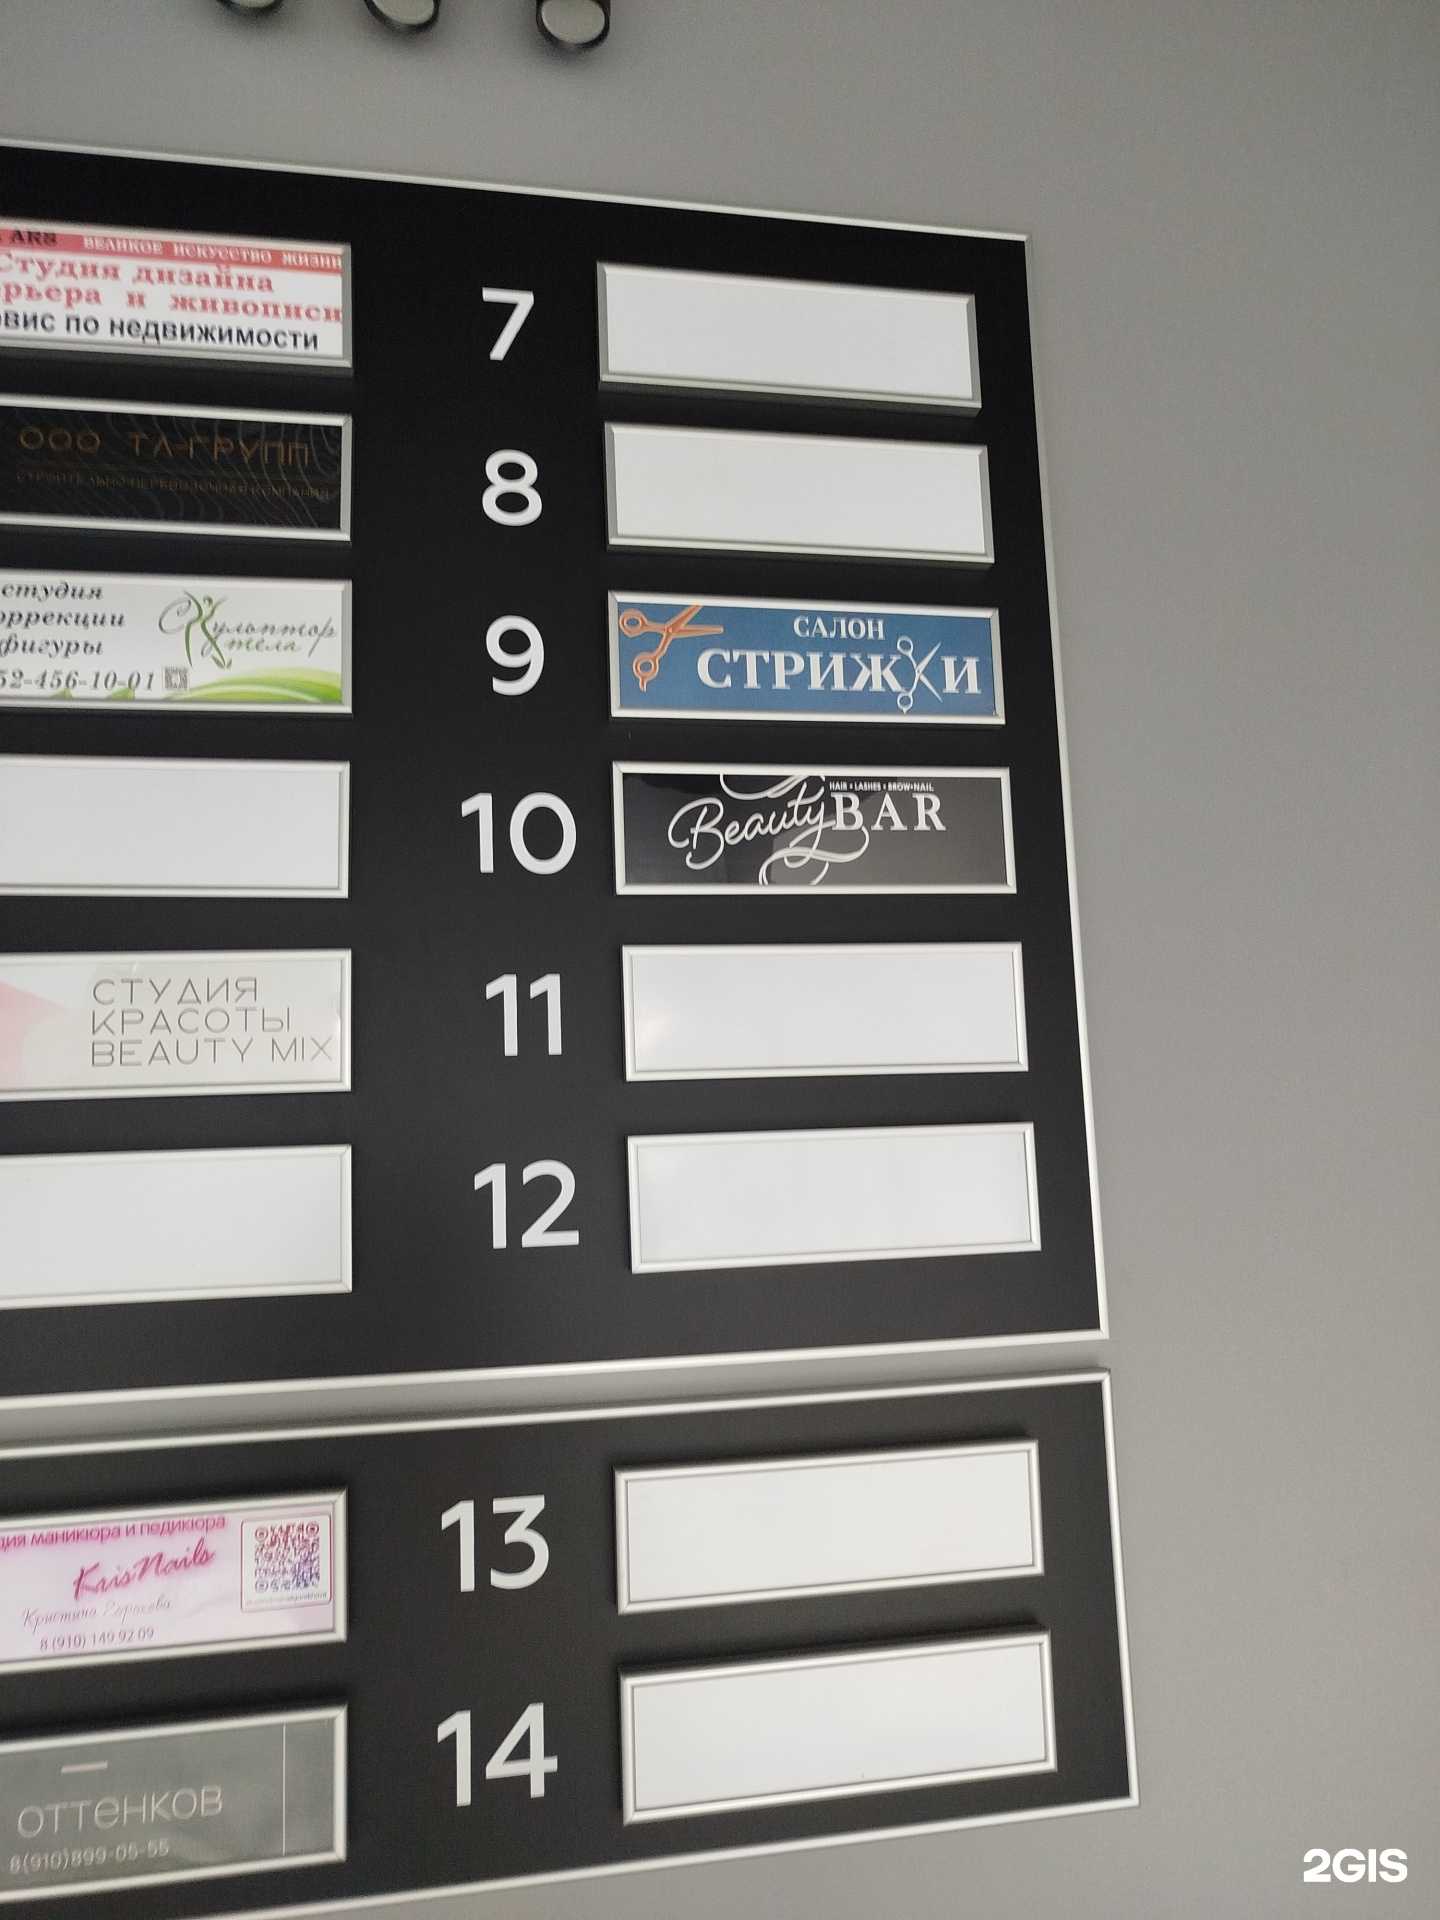 ARS ВЕЛИКОЕ ИСКУССТВО ЖИЗНИ
Студия дизайна
рьера и живописи
вис по недвижимости
ООО ТЛ-ГРУПП
студия
оррекции
фигуры
52-456-10-01
Скульптор
тела
СТУДИЯ
КРАСОТЫ
BEAUTY MIX
7
8
9
САЛОН
СТРИЖКИ
10
HAIR • LASHES • BROW • NAIL
Beauty BAR
11
12
дия маникюра и педикюра
KrisNails
8 (910) 149 92 09
13
оттенков
8(910)899-05-55
14
2GIS